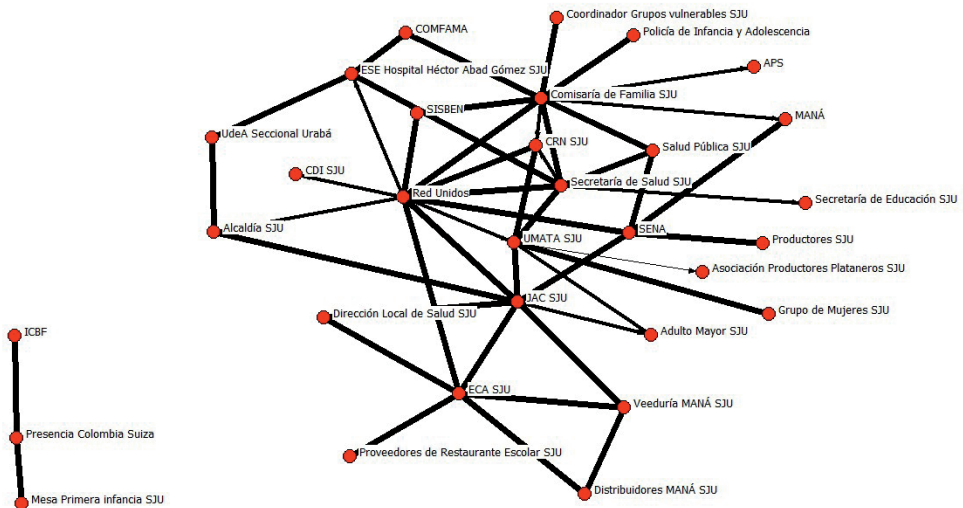 Coordinador Grupos vulnerables SJU
COMFAMA
Policía de Infancia y Adolescencia
APS
ESE Hospital Héctor Abad Gómez SJU
Comisaría de Familia SJU
SISBEN
MANÁ
UdeA Seccional Urabá
CRN SJU
Salud Pública SJU
CDI SJU
Secretaría de Salud SJU
Red Unidos
Secretaría de Educación SJU
Alcaldía SJU
SENA
UMATA SJU
Productores SJU
Asociación Productores Plataneros SJU
JAC SJU
Grupo de Mujeres SJU
Dirección Local de Salud SJU
Adulto Mayor SJU
ICBF
ECA SJU
Veeduría MANÁ SJU
Presencia Colombia Suiza
Proveedores de Restaurante Escolar SJU
Distribuidores MANÁ SJU
Mesa Primera infancia SJU